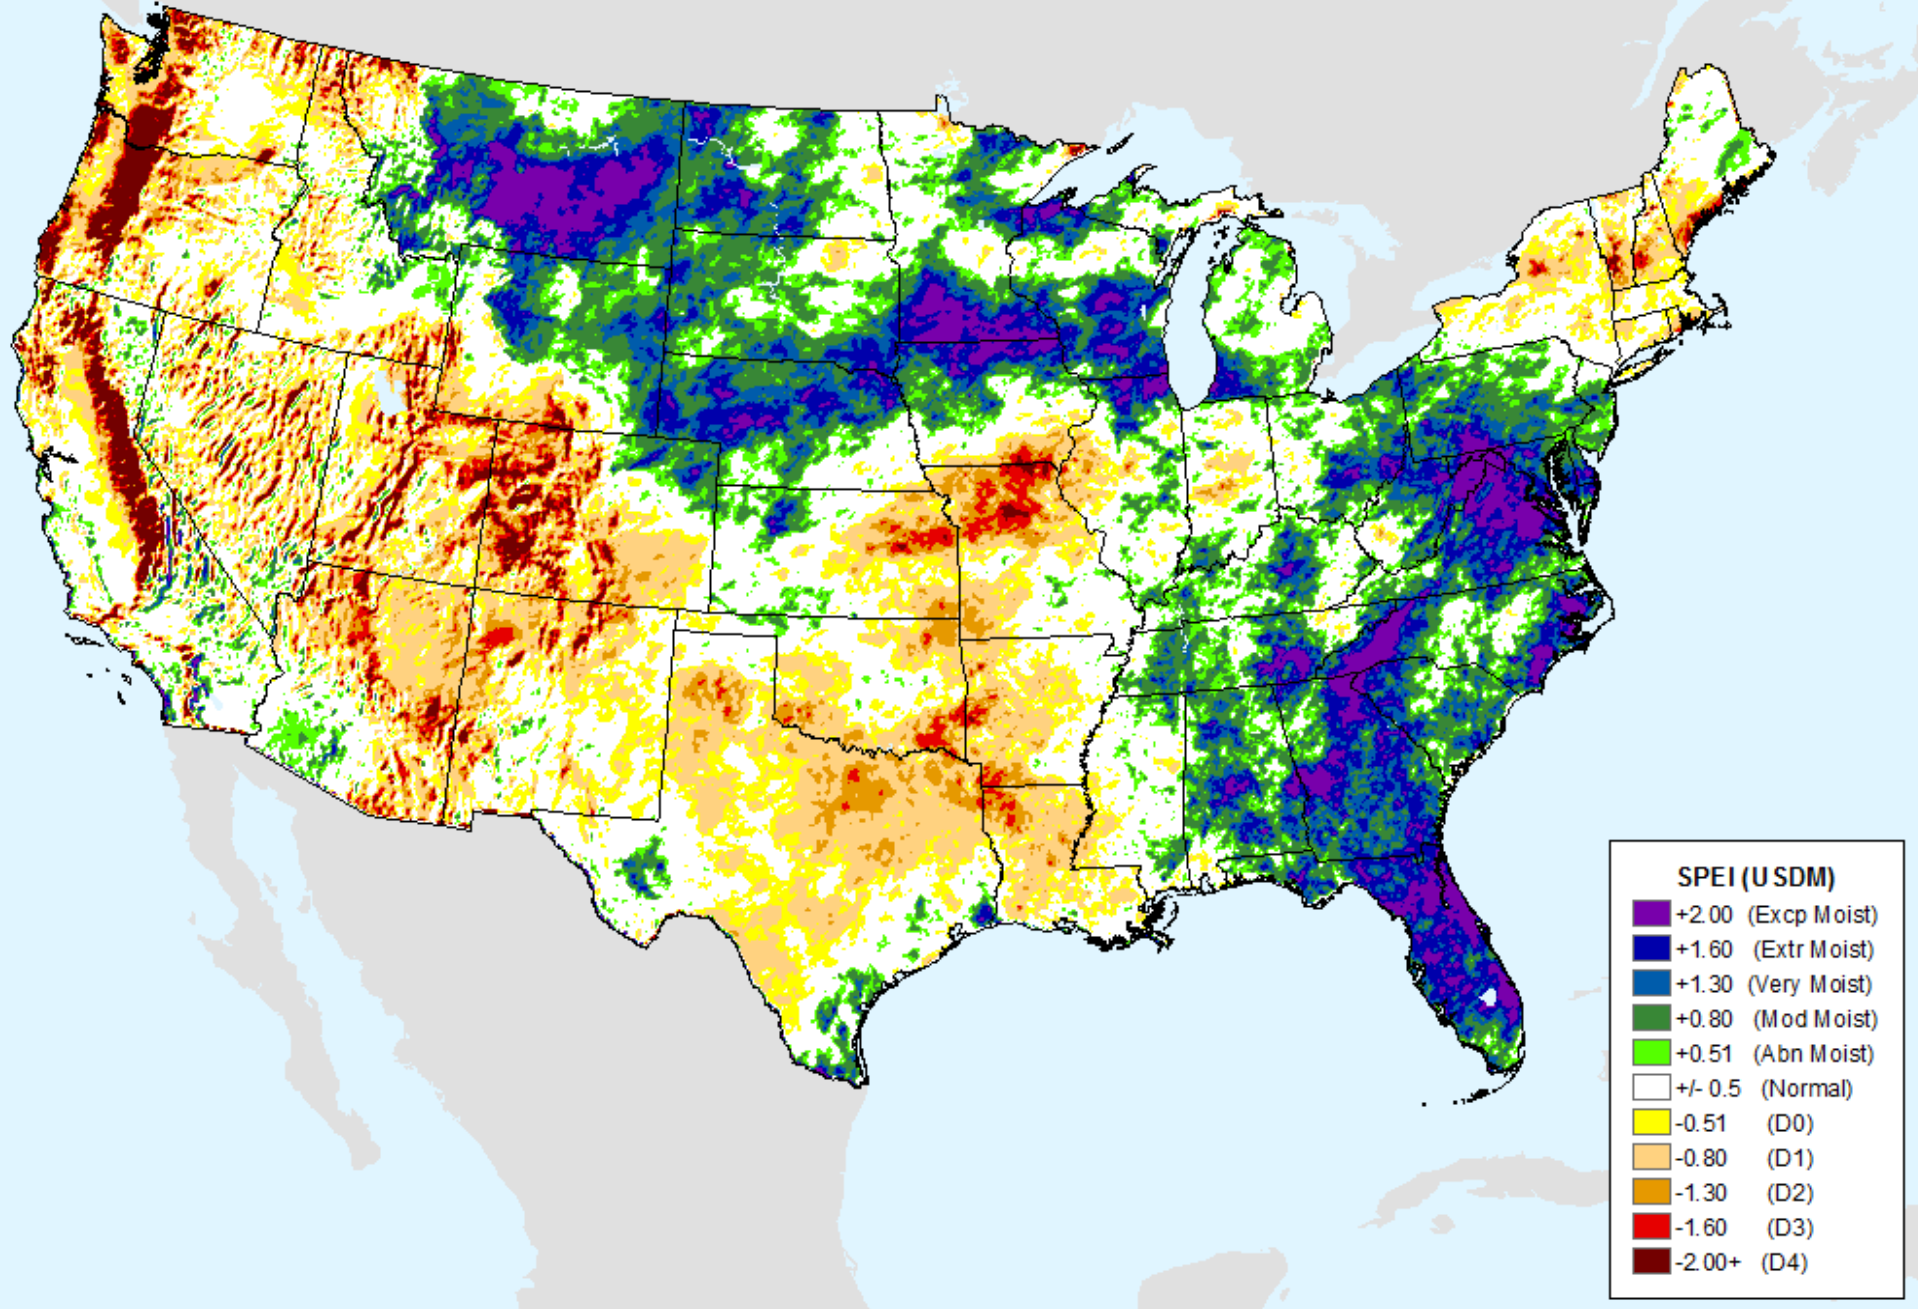 SPEI (USDM)
+2.00 (Excp Moist)
+1.60 (Extr Moist)
+1.30 (Very Moist)
+0.80 (Mod Moist)
+0.51 (Abn Moist)
+/- 0.5 (Normal)
-0.51 (D0)
-0.80 (D1)
-1.30 (D2)
-1.60 (D3)
-2.00+ (D4)